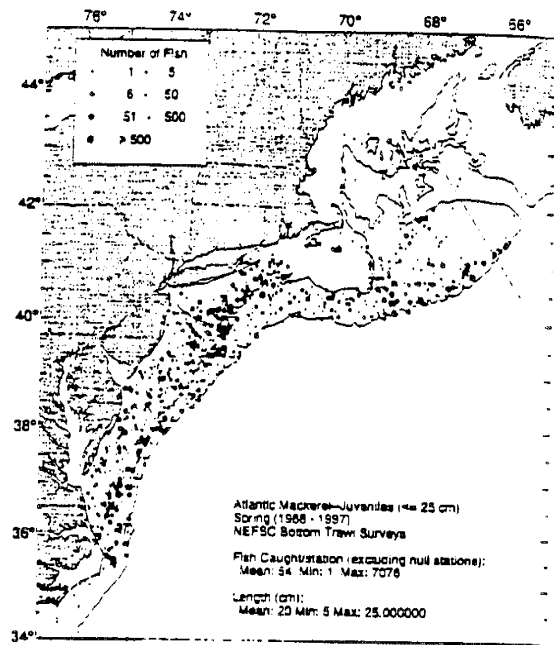 76° 74° 72° 70° 68° 66°
Number of Fish
1 - 5
6 - 50
51 - 500
> 500
44°
42°
40°
38°
36°
34°
Atlantic Mackerel--Juveniles (<= 25 cm)
Spring (1968 - 1997)
NEFSC Bottom Trawl Surveys
Fish Caught/station (excluding null stations):
Mean: 54 Min: 1 Max: 7076
Length (cm):
Mean: 20 Min: 5 Max: 25.000000